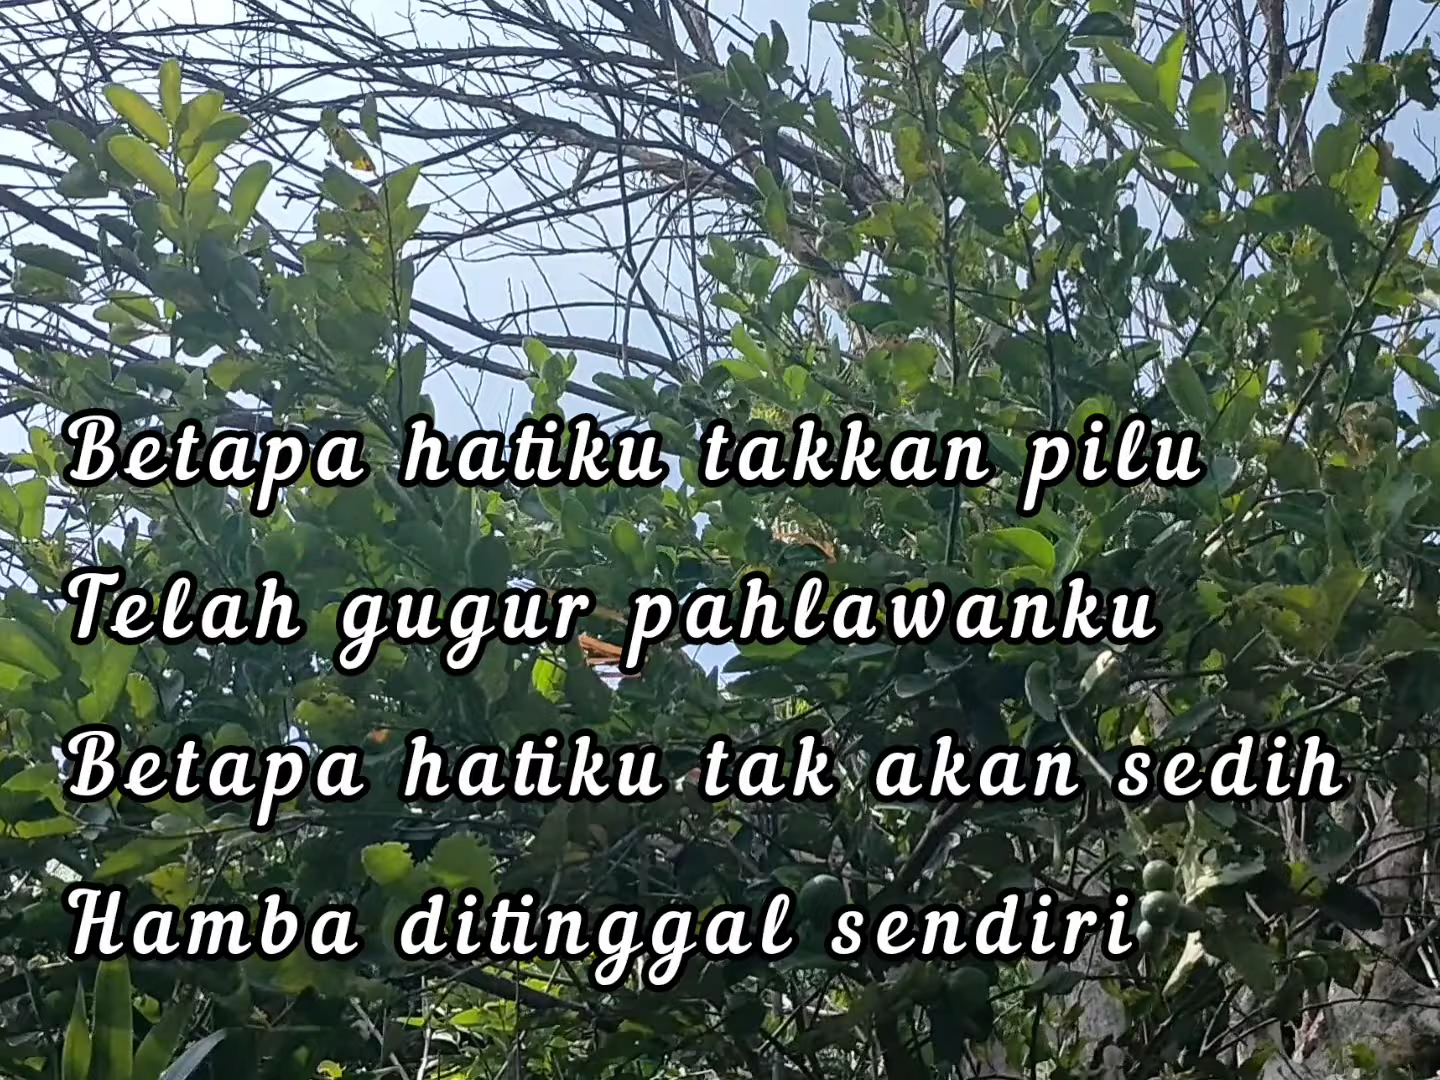 Betapa hatiku takkan pilu
Telah gugur pahlawanku
Betapa hatiku tak akan sedih
Hamba ditinggal sendiri